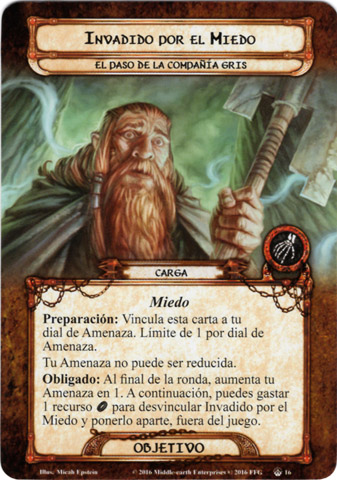 Invadido por el Miedo
El Paso de la Compañía Gris
Carga
Miedo
Preparación: Vincula esta carta a tu
dial de Amenaza. Límite de 1 por dial de
Amenaza.
Tu Amenaza no puede ser reducida.
Obligado: Al final de la ronda, aumenta tu
Amenaza en 1. A continuación, puedes gastar
1 recurso para desvincular Invadido por el
Miedo y ponerlo aparte, fuera del juego.
Objetivo
Illus. Micah Epstein © 2016 Middle-earth Enterprises © 2016 FFG 16